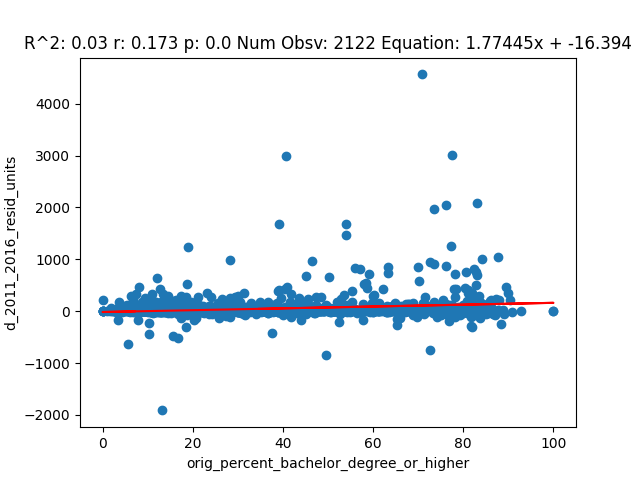 R^2: 0.03 r: 0.173 p: 0.0 Num Obsv: 2122 Equation: 1.77445x + -16.394
4000
3000
2000
1000
0
−1000
−2000
d_2011_2016_resid_units
0 20 40 60 80 100
orig_percent_bachelor_degree_or_higher